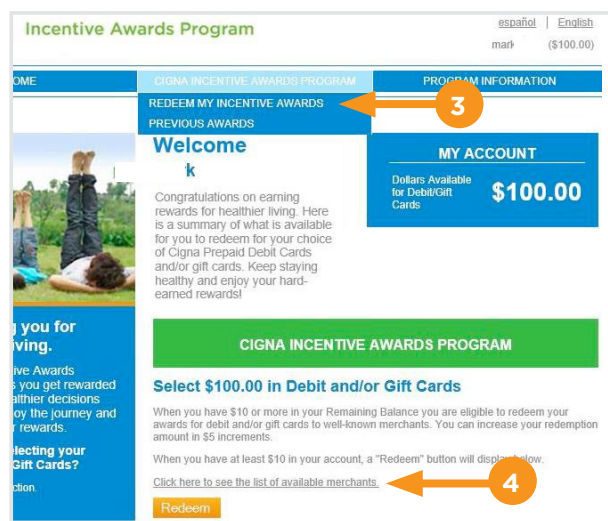 Incentive Awards Program
español | English
mark ($100.00)
OME
CIGNA INCENTIVE AWARDS PROGRAM
PROGRAM INFORMATION
REDEEM MY INCENTIVE AWARDS
3
PREVIOUS AWARDS
Welcome
k
Congratulations on earning
rewards for healthier living. Here
is a summary of what is available
for you to redeem for your choice
of Cigna Prepaid Debit Cards
and/or gift cards. Keep staying
healthy and enjoy your hard-
earned rewards!
MY ACCOUNT
Dollars Available
for Debit/Gift
Cards
$100.00
g you for
iving.
ive Awards
s you get rewarded
althier decisions
oy the journey and
r rewards.
electing your
Gift Cards?
ction.
CIGNA INCENTIVE AWARDS PROGRAM
Select $100.00 in Debit and/or Gift Cards
When you have $10 or more in your Remaining Balance you are eligible to redeem your
awards for debit and/or gift cards to well-known merchants. You can increase your redemption
amount in $5 increments.
When you have at least $10 in your account, a "Redeem" button will display below.
Click here to see the list of available merchants.
4
Redeem